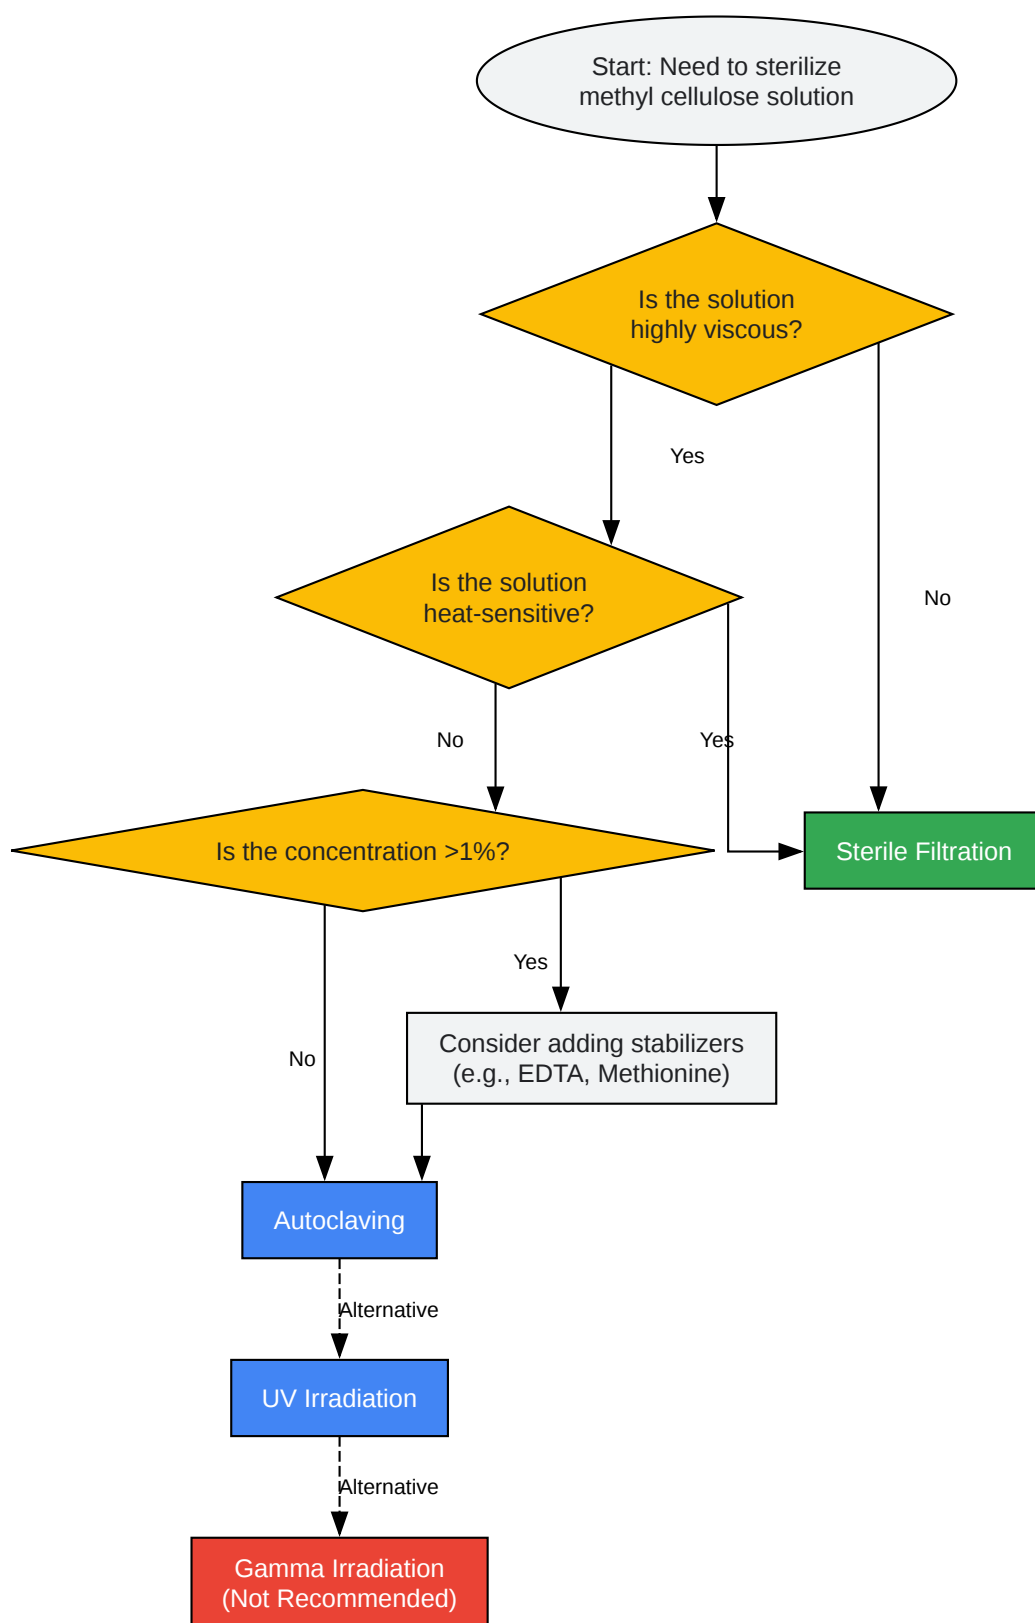 Start: Need to sterilize
methyl cellulose solution
Is the solution
highly viscous?
Yes
No
Is the solution
heat-sensitive?
No
Yes
Is the concentration >1%?
Sterile Filtration
Yes
No
Consider adding stabilizers
(e.g., EDTA, Methionine)
Autoclaving
Alternative
UV Irradiation
Alternative
Gamma Irradiation
(Not Recommended)